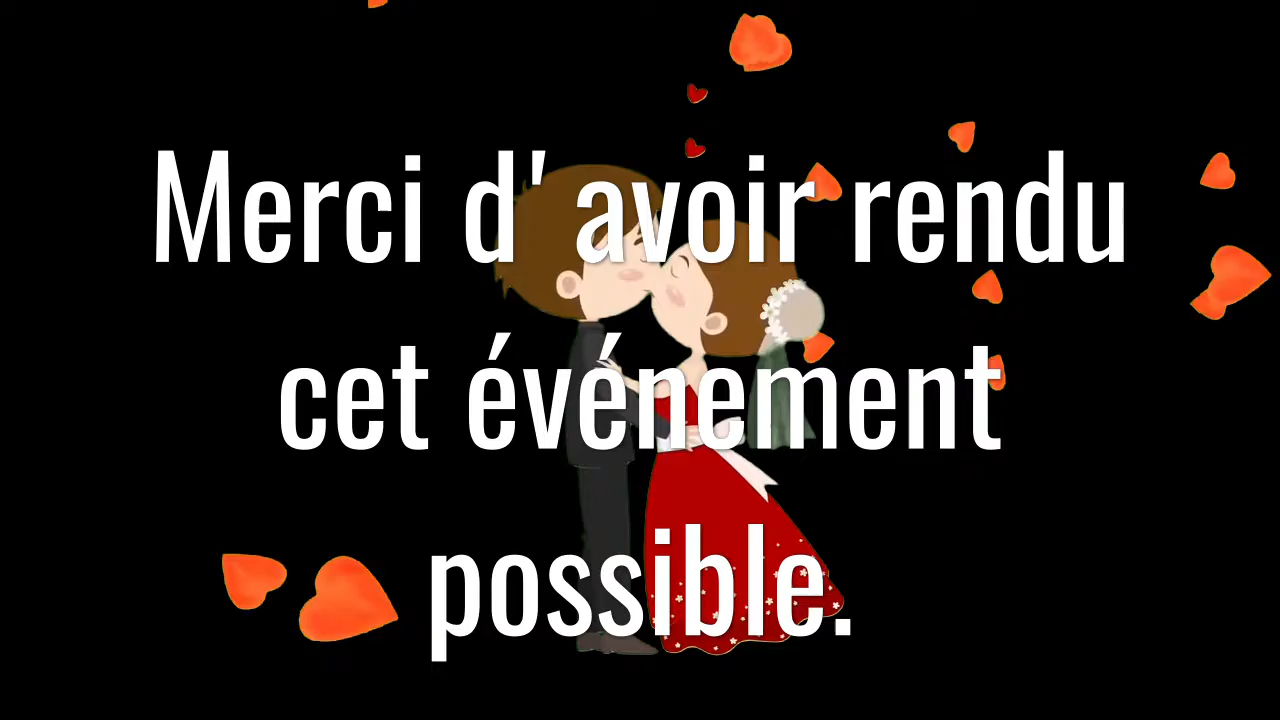 Merci d' avoir rendu
cet événement
possible.